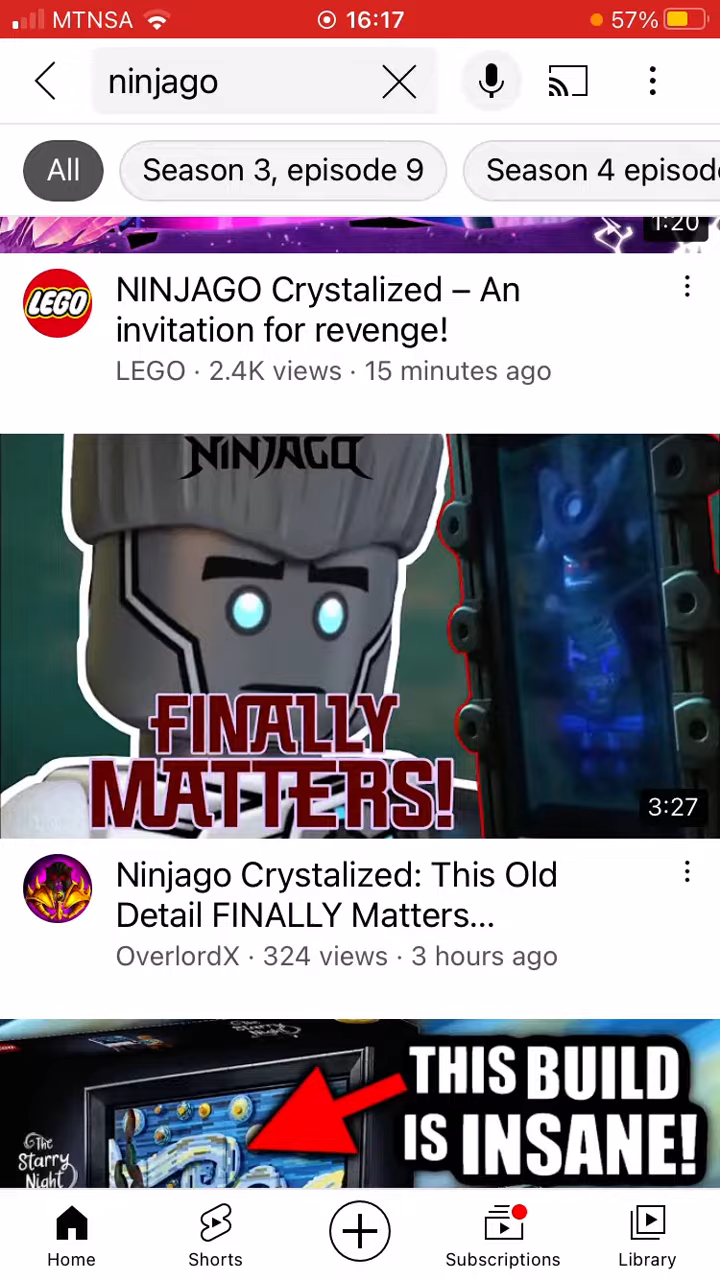 MTNSA 16:17 57%
ninjago
All Season 3, episode 9 Season 4 episod
1:20
LEGO
NINJAGO Crystalized – An
invitation for revenge!
LEGO · 2.4K views · 15 minutes ago
NINJAGO
FINALLY
MATTERS!
3:27
Ninjago Crystalized: This Old
Detail FINALLY Matters...
OverlordX · 324 views · 3 hours ago
The Starry Night
THIS BUILD
IS INSANE!
The
Starry
Night
Home Shorts Subscriptions Library